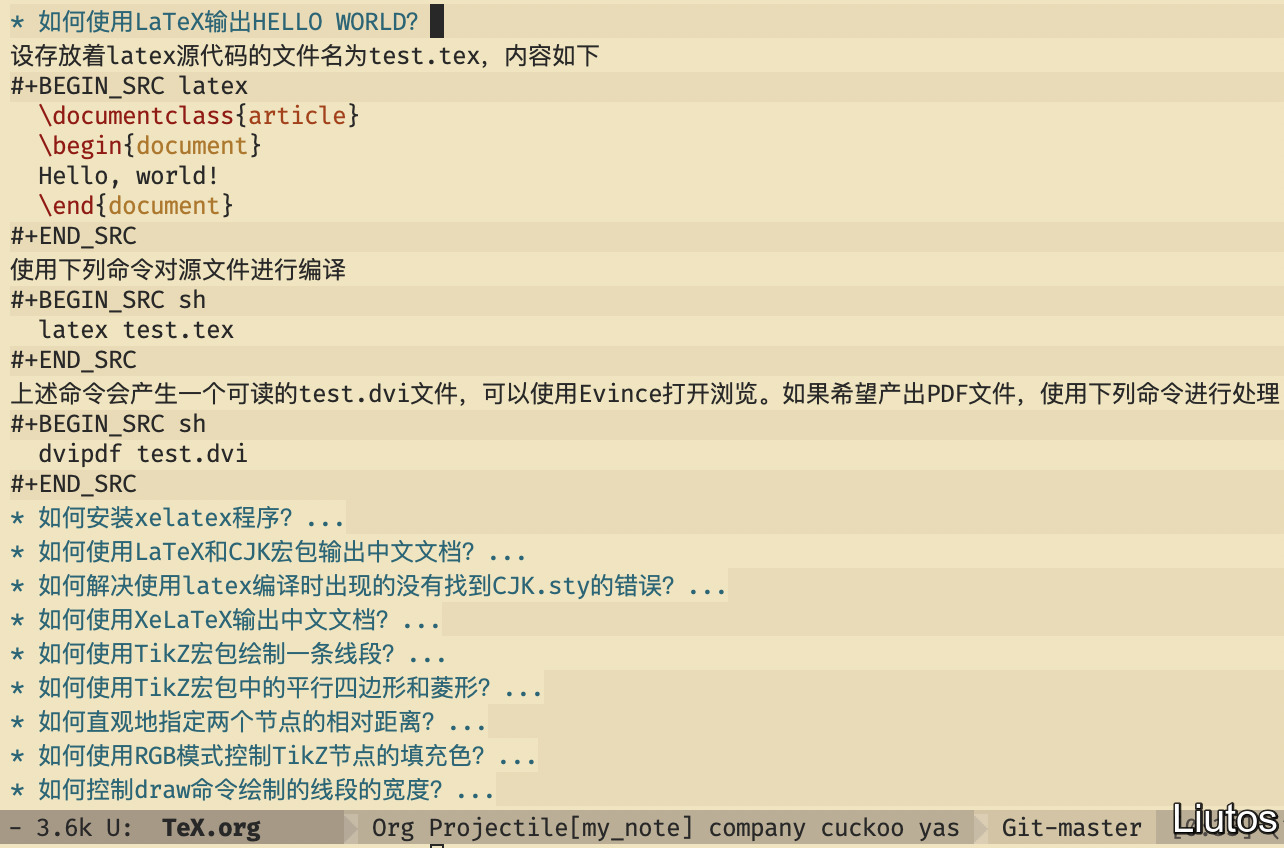 * 如何使用LaTeX输出HELLO WORLD?
设存放着latex源代码的文件名为test.tex，内容如下
#+BEGIN_SRC latex
  \documentclass{article}
  \begin{document}
  Hello, world!
  \end{document}
#+END_SRC
使用下列命令对源文件进行编译
#+BEGIN_SRC sh
  latex test.tex
#+END_SRC
上述命令会产生一个可读的test.dvi文件，可以使用Evince打开浏览。如果希望产出PDF文件，使用下列命令进行处理
#+BEGIN_SRC sh
  dvipdf test.dvi
#+END_SRC
* 如何安装xelatex程序? ...
* 如何使用LaTeX和CJK宏包输出中文文档? ...
* 如何解决使用latex编译时出现的没有找到CJK.sty的错误? ...
* 如何使用XeLaTeX输出中文文档? ...
* 如何使用TikZ宏包绘制一条线段? ...
* 如何使用TikZ宏包中的平行四边形和菱形? ...
* 如何直观地指定两个节点的相对距离? ...
* 如何使用RGB模式控制TikZ节点的填充色? ...
* 如何控制draw命令绘制的线段的宽度? ...
- 3.6k U:  TeX.org  Org Projectile[my_note] company cuckoo yas  Git-master
Liutos